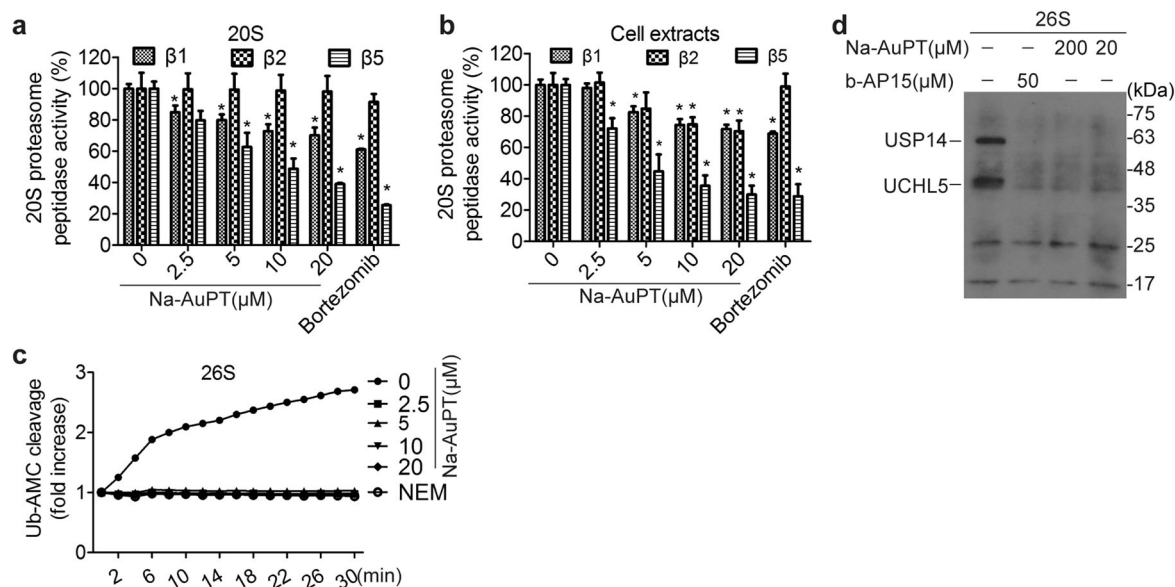 a
20S
β1 β2 β5
20S proteasome
peptidase activity (%)
120
100
80
60
40
20
0
* * * * * * * * *
0 2.5 5 10 20 Bortezomib
Na-AuPT(μM)
b
Cell extracts
β1 β2 β5
20S proteasome
peptidase activity (%)
120
100
80
60
40
20
0
* * * * * * * * * * *
0 2.5 5 10 20 Bortezomib
Na-AuPT(μM)
c
26S
Ub-AMC cleavage
(fold increase)
3
2
1
0
2 6 10 14 18 22 26 30 (min)
0
2.5
5
10
20
NEM
Na-AuPT(μM)
d
26S
Na-AuPT(μM) – – 200 20
b-AP15(μM) – 50 – –
(kDa)
USP14–
UCHL5–
-75
-63
-48
-35
-25
-17